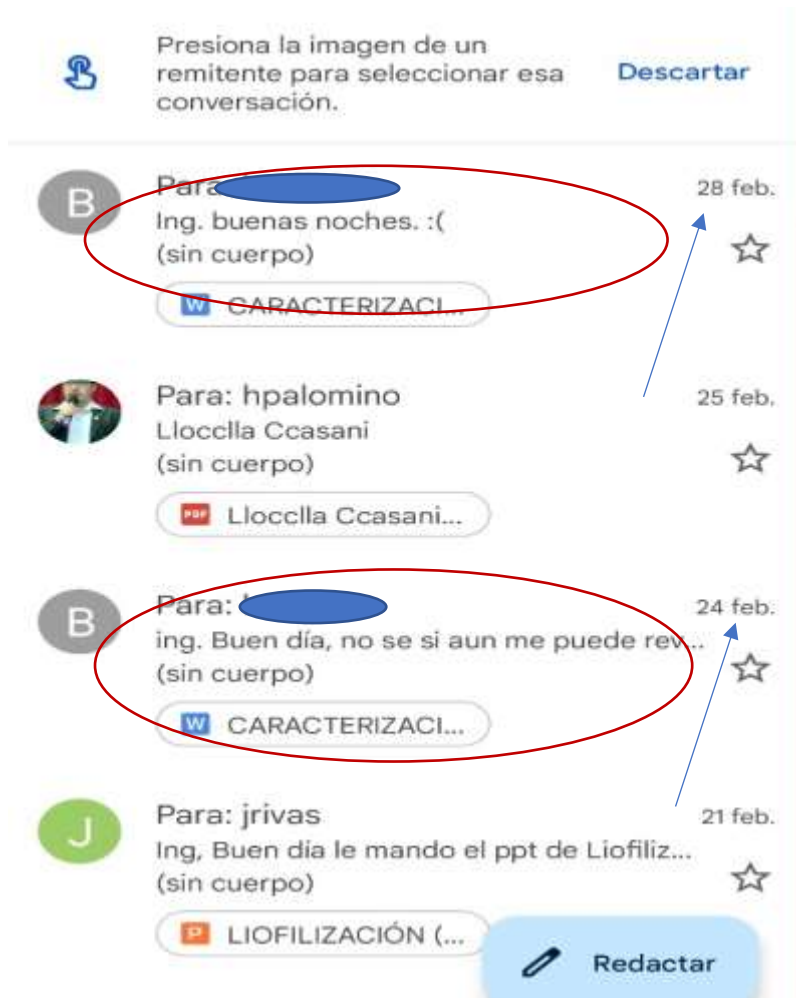 Presiona la imagen de un
remitente para seleccionar esa
conversación.
Descartar
B
Para:
28 feb.
Ing. buenas noches. :(
(sin cuerpo)
W CARACTERIZACI...
Para: hpalomino
25 feb.
Llocclla Ccasani
(sin cuerpo)
PDF Llocclla Ccasani...
B
Para:
24 feb.
ing. Buen día, no se si aun me puede rev...
(sin cuerpo)
W CARACTERIZACI...
J
Para: jrivas
21 feb.
Ing, Buen día le mando el ppt de Liofiliz...
(sin cuerpo)
P LIOFILIZACIÓN (...
Redactar